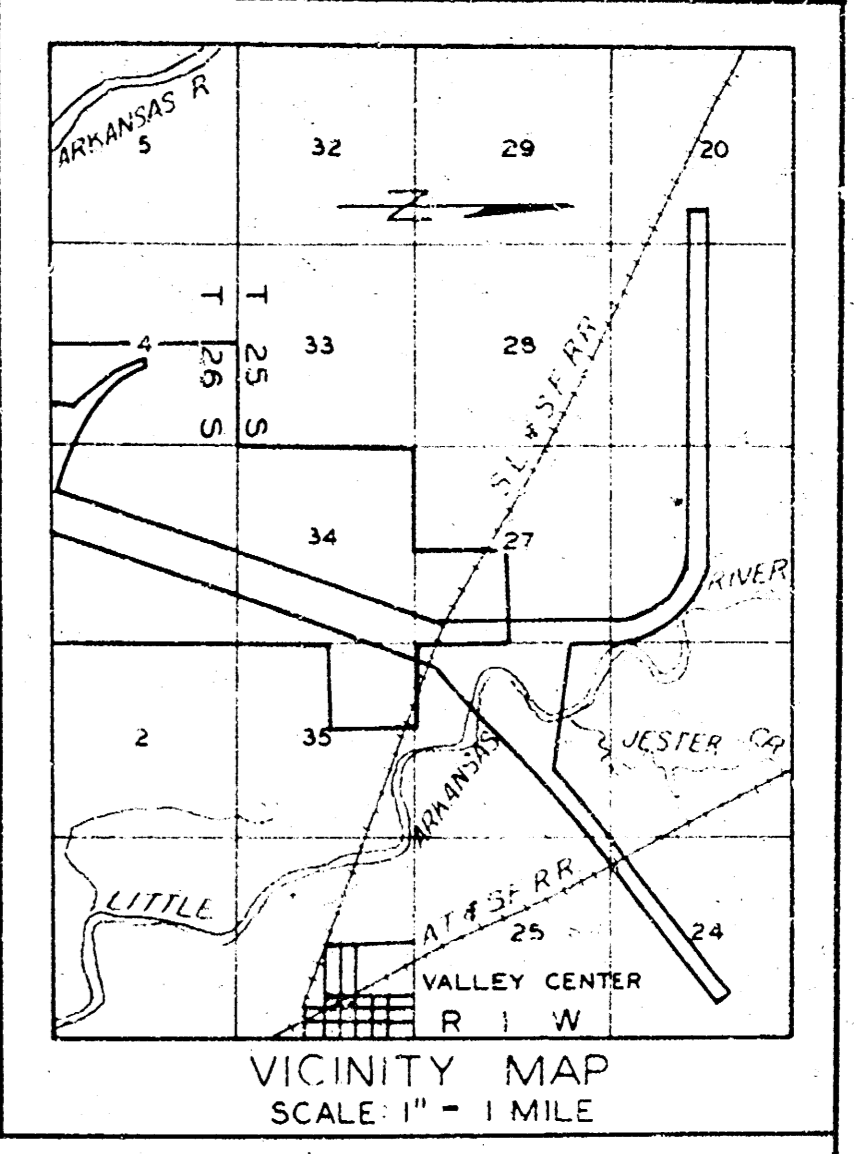 ARKANSAS R
5
32
29
20
N
T 25 S
T 26 S
4
33
28
SL & SF RR
34
27
RIVER
2
35
JESTER CR
ARKANSAS
LITTLE
AT & SF RR
25
24
VALLEY CENTER
R 1 W
VICINITY MAP
SCALE: 1" - 1 MILE